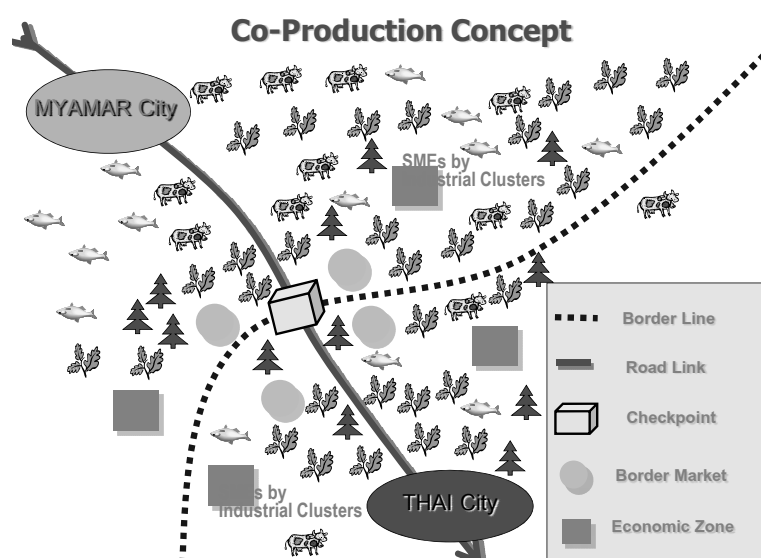 Co-Production Concept
MYAMAR City
SMEs by
strial Clusters
Border Line
Road Link
Checkpoint
Border Market
Economic Zone
s by
Industrial Clusters
THAI City